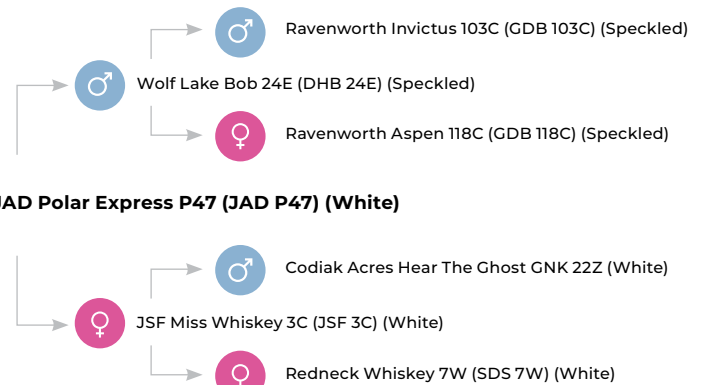 Ravenworth Invictus 103C (GDB 103C) (Speckled)
Wolf Lake Bob 24E (DHB 24E) (Speckled)
Ravenworth Aspen 118C (GDB 118C) (Speckled)
JAD Polar Express P47 (JAD P47) (White)
Codiak Acres Hear The Ghost GNK 22Z (White)
JSF Miss Whiskey 3C (JSF 3C) (White)
Redneck Whiskey 7W (SDS 7W) (White)